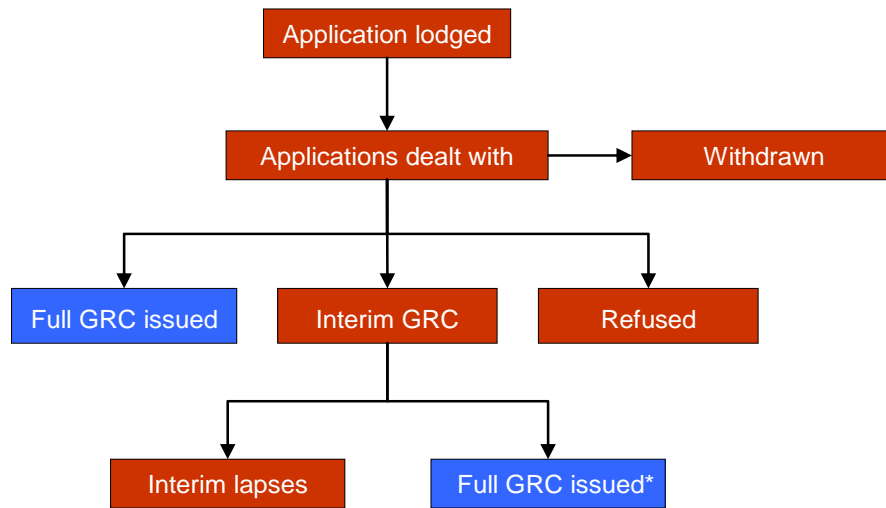 Application lodged
Applications dealt with
Withdrawn
Full GRC issued
Interim GRC
Refused
Interim lapses
Full GRC issued*